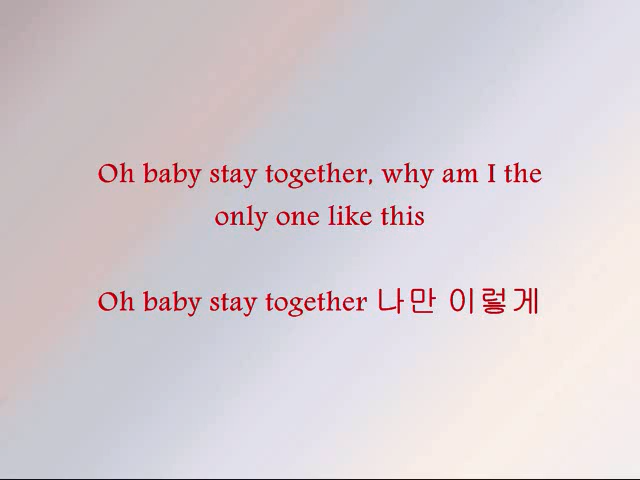 Oh baby stay together, why am I the
only one like this
Oh baby stay together 나만 이렇게